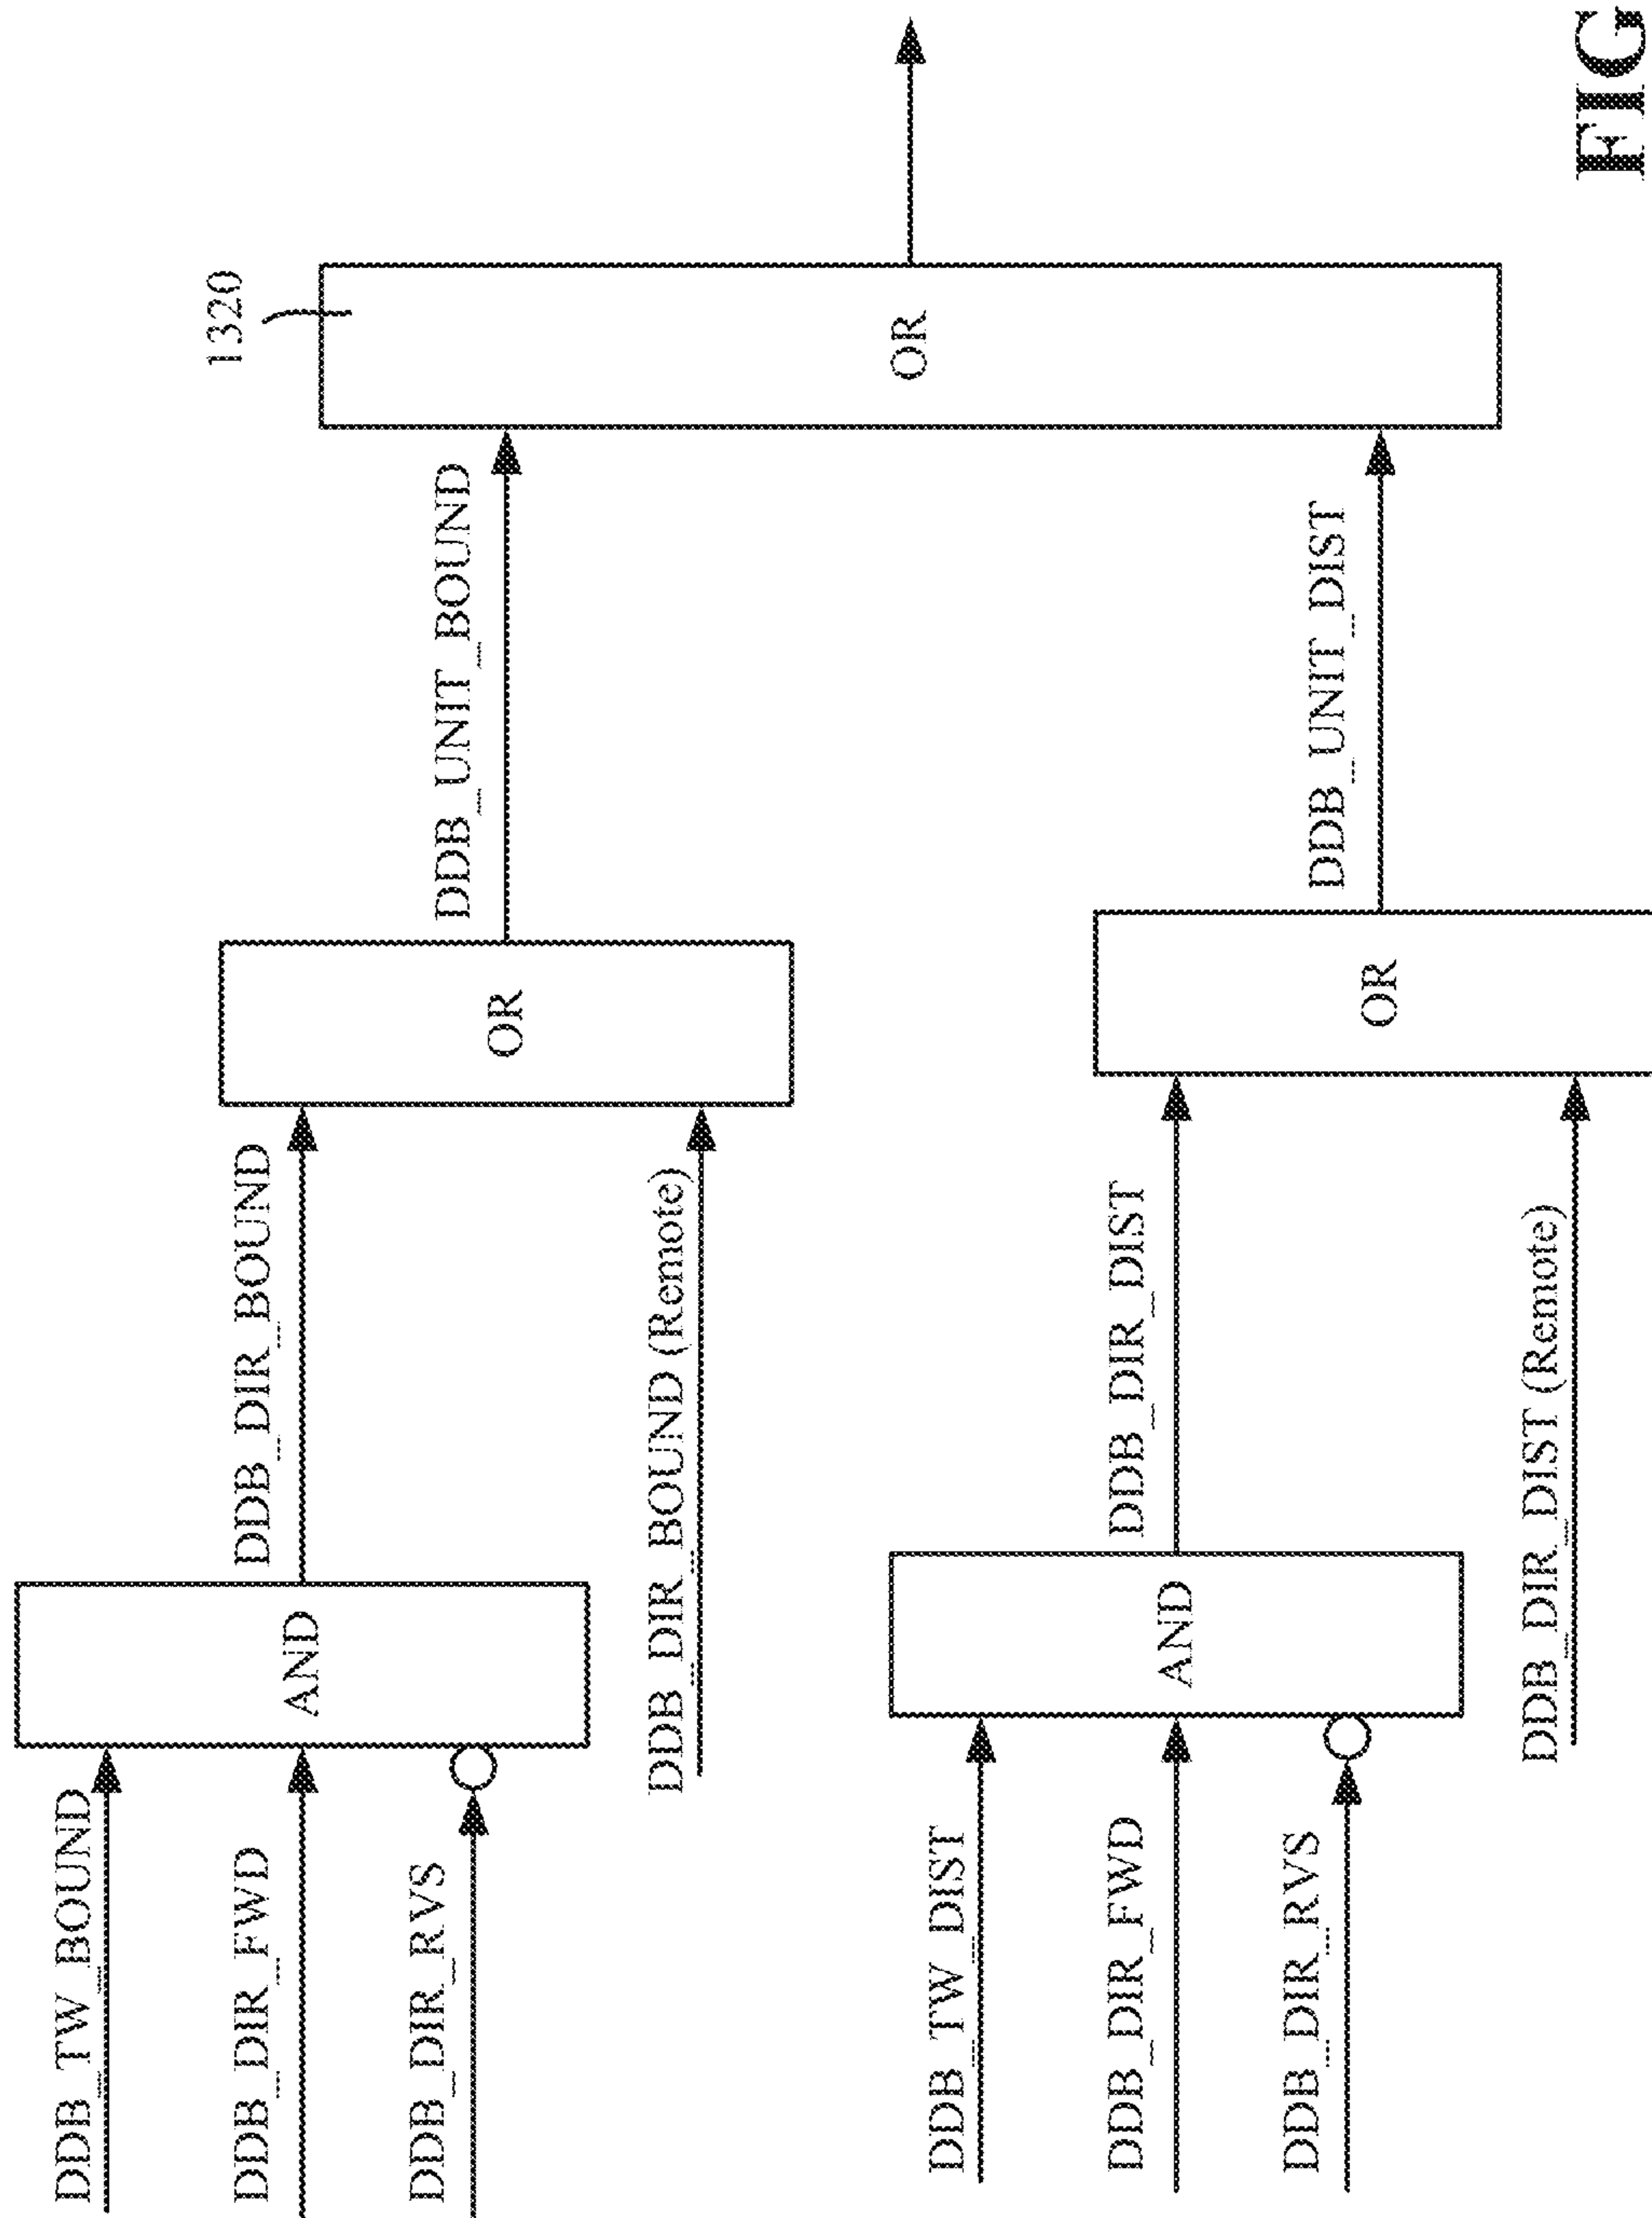 DDB_TW_BOUND
DDB_DIR_FWD
DDB_DIR_RVS
AND
DDB_DIR_BOUND
DDB_DIR_BOUND (Remote)
OR
DDB_UNIT_BOUND
DDB_TW_DIST
DDB_DIR_FWD
DDB_DIR_RVS
AND
DDB_DIR_DIST
DDB_DIR_DIST (Remote)
OR
DDB_UNIT_DIST
1320
OR
FIG